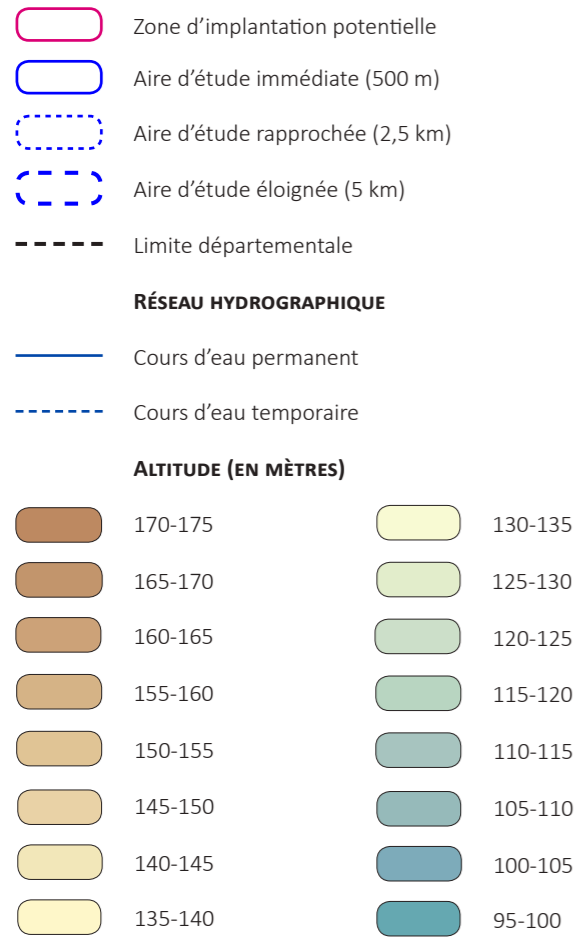 Zone d’implantation potentielle
Aire d’étude immédiate (500 m)
Aire d’étude rapprochée (2,5 km)
Aire d’étude éloignée (5 km)
Limite départementale
RÉSEAU HYDROGRAPHIQUE
Cours d’eau permanent
Cours d’eau temporaire
ALTITUDE (EN MÈTRES)
170-175
165-170
160-165
155-160
150-155
145-150
140-145
135-140
130-135
125-130
120-125
115-120
110-115
105-110
100-105
95-100